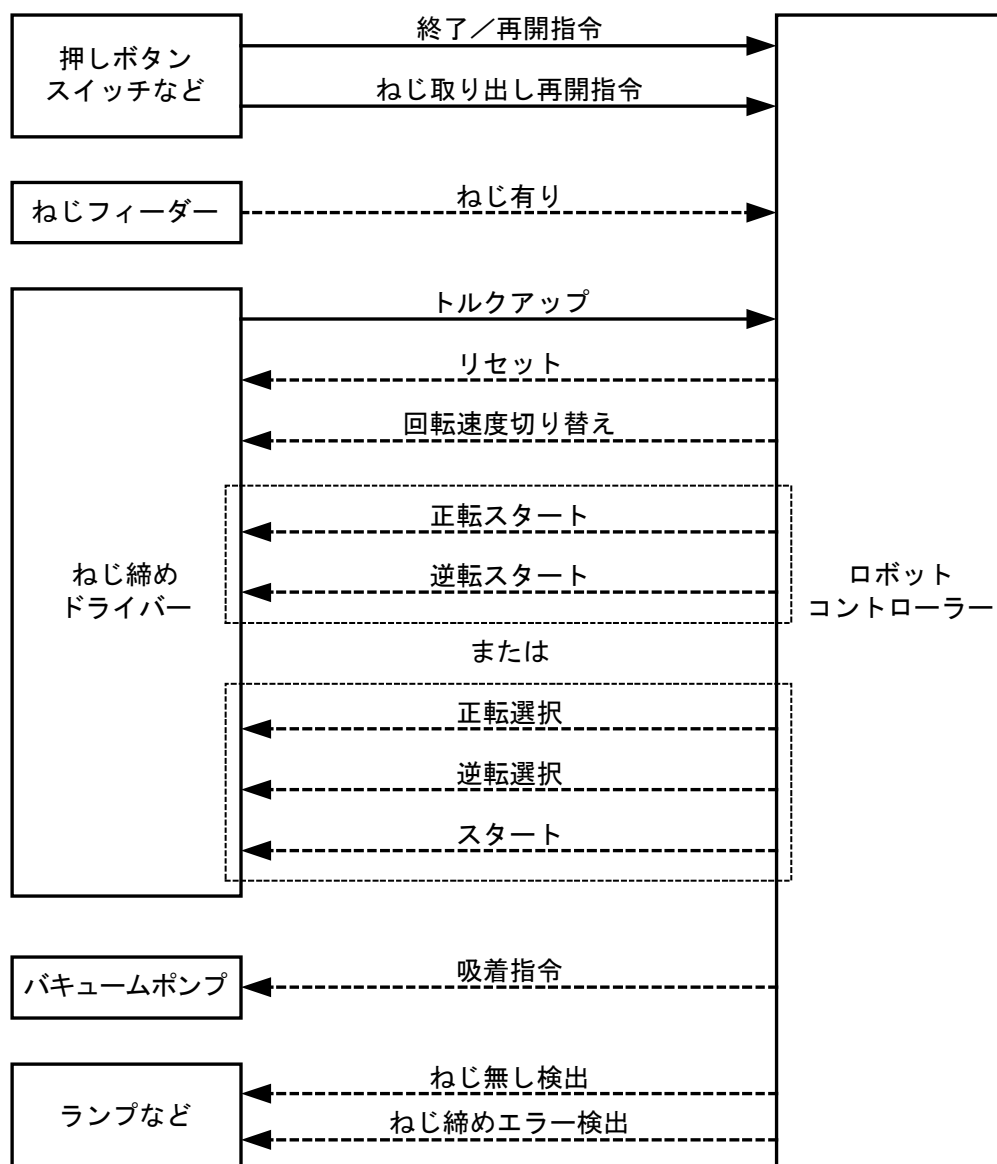 押しボタン
スイッチなど
終了／再開指令
ねじ取り出し再開指令
ねじフィーダー
ねじ有り
トルクアップ
リセット
回転速度切り替え
正転スタート
逆転スタート
ねじ締め
ドライバー
ロボット
コントローラー
または
正転選択
逆転選択
スタート
バキュームポンプ
吸着指令
ランプなど
ねじ無し検出
ねじ締めエラー検出